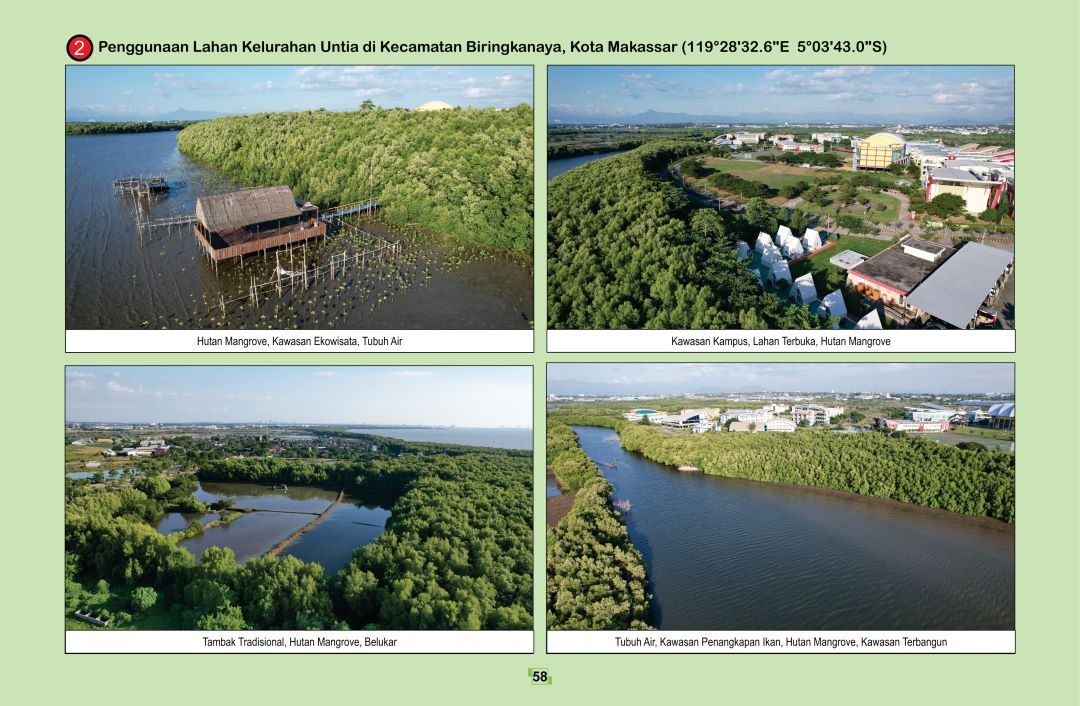 2 Penggunaan Lahan Kelurahan Untia di Kecamatan Biringkanaya, Kota Makassar (119°28'32.6"E 5°03'43.0"S)
Hutan Mangrove, Kawasan Ekowisata, Tubuh Air
Kawasan Kampus, Lahan Terbuka, Hutan Mangrove
Tambak Tradisional, Hutan Mangrove, Belukar
Tubuh Air, Kawasan Penangkapan Ikan, Hutan Mangrove, Kawasan Terbangun
58